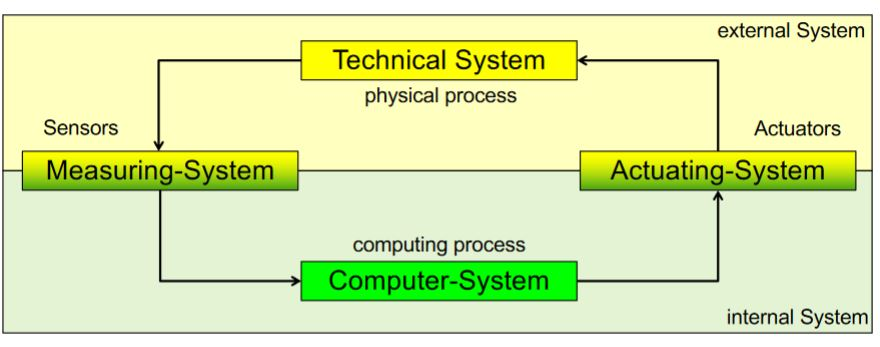 external System
Technical System
physical process
Sensors
Actuators
Measuring-System
Actuating-System
computing process
Computer-System
internal System